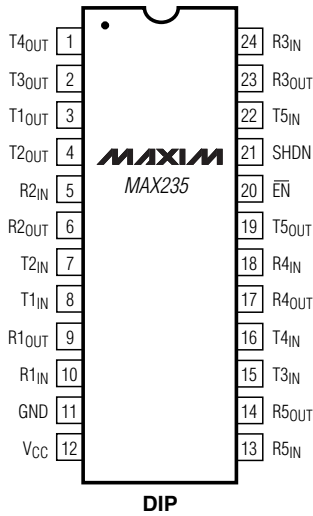 T4OUT 1 24 R3IN
T3OUT 2 23 R3OUT
T1OUT 3 22 T5IN
T2OUT 4 MAXIM 21 SHDN
R2IN 5 MAX235 20 E̅N̅
R2OUT 6 19 T5OUT
T2IN 7 18 R4IN
T1IN 8 17 R4OUT
R1OUT 9 16 T4IN
R1IN 10 15 T3IN
GND 11 14 R5OUT
VCC 12 13 R5IN
DIP